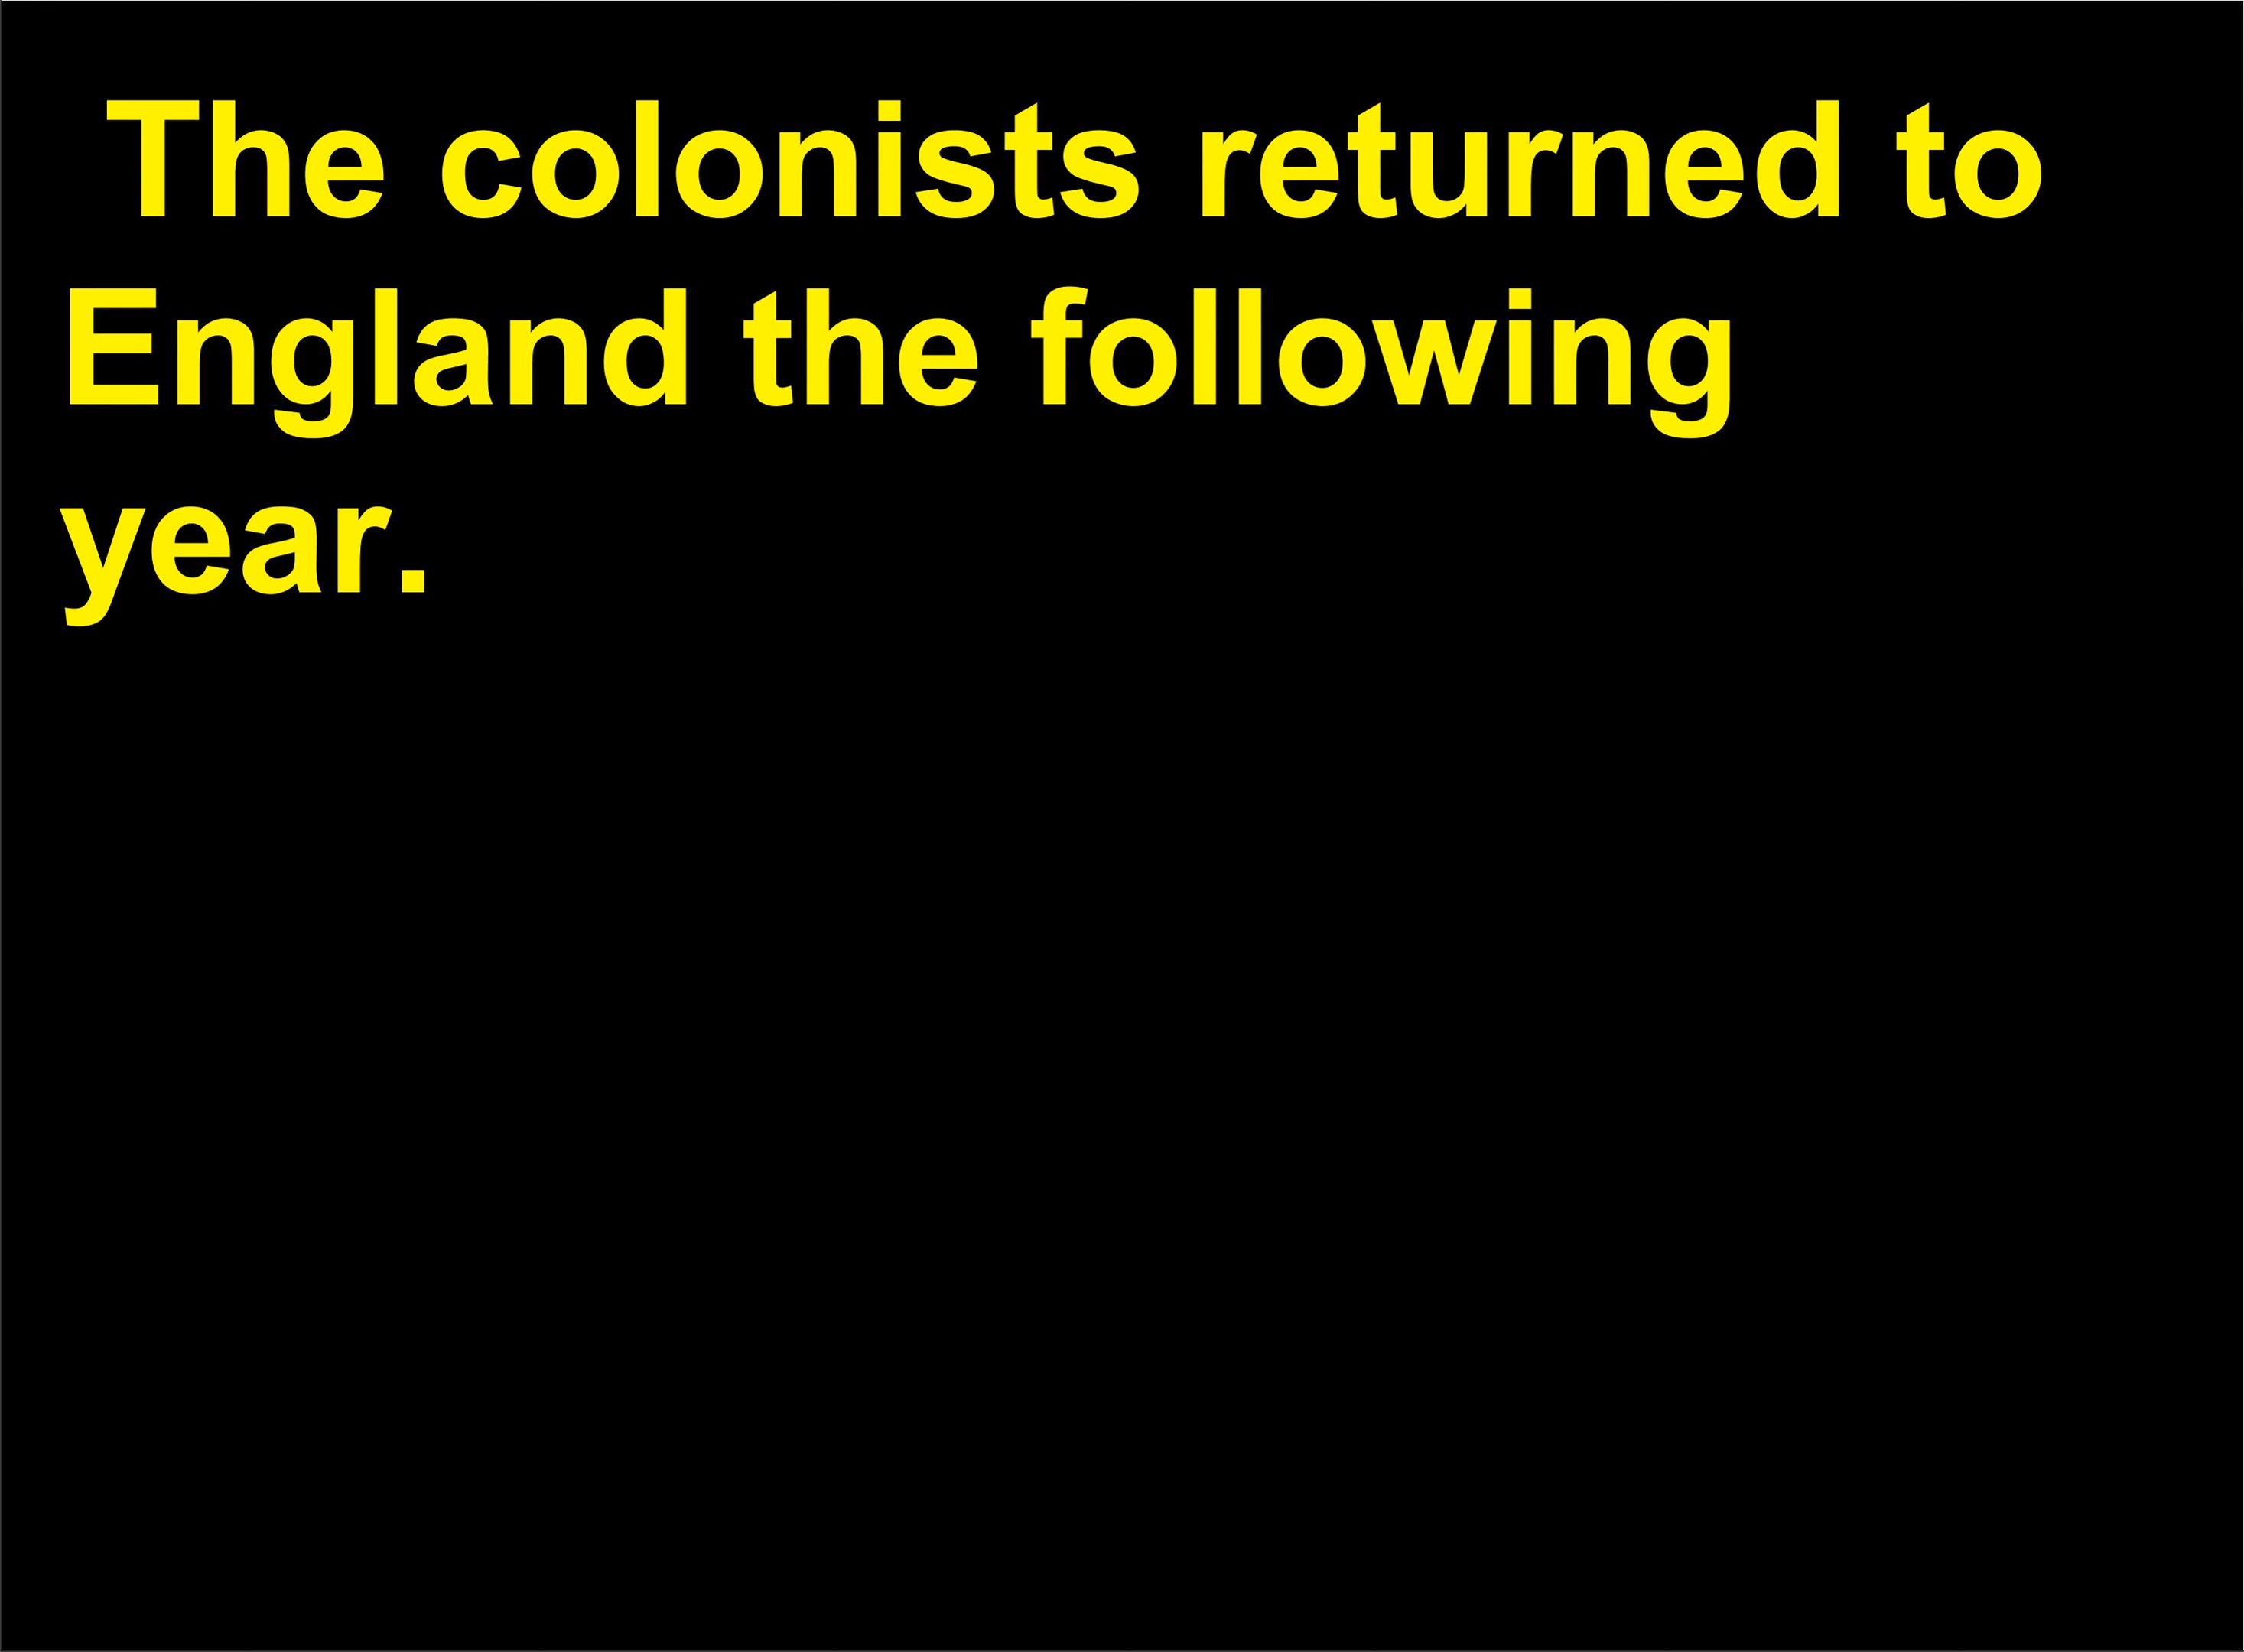 The colonists returned to
England the following
year.